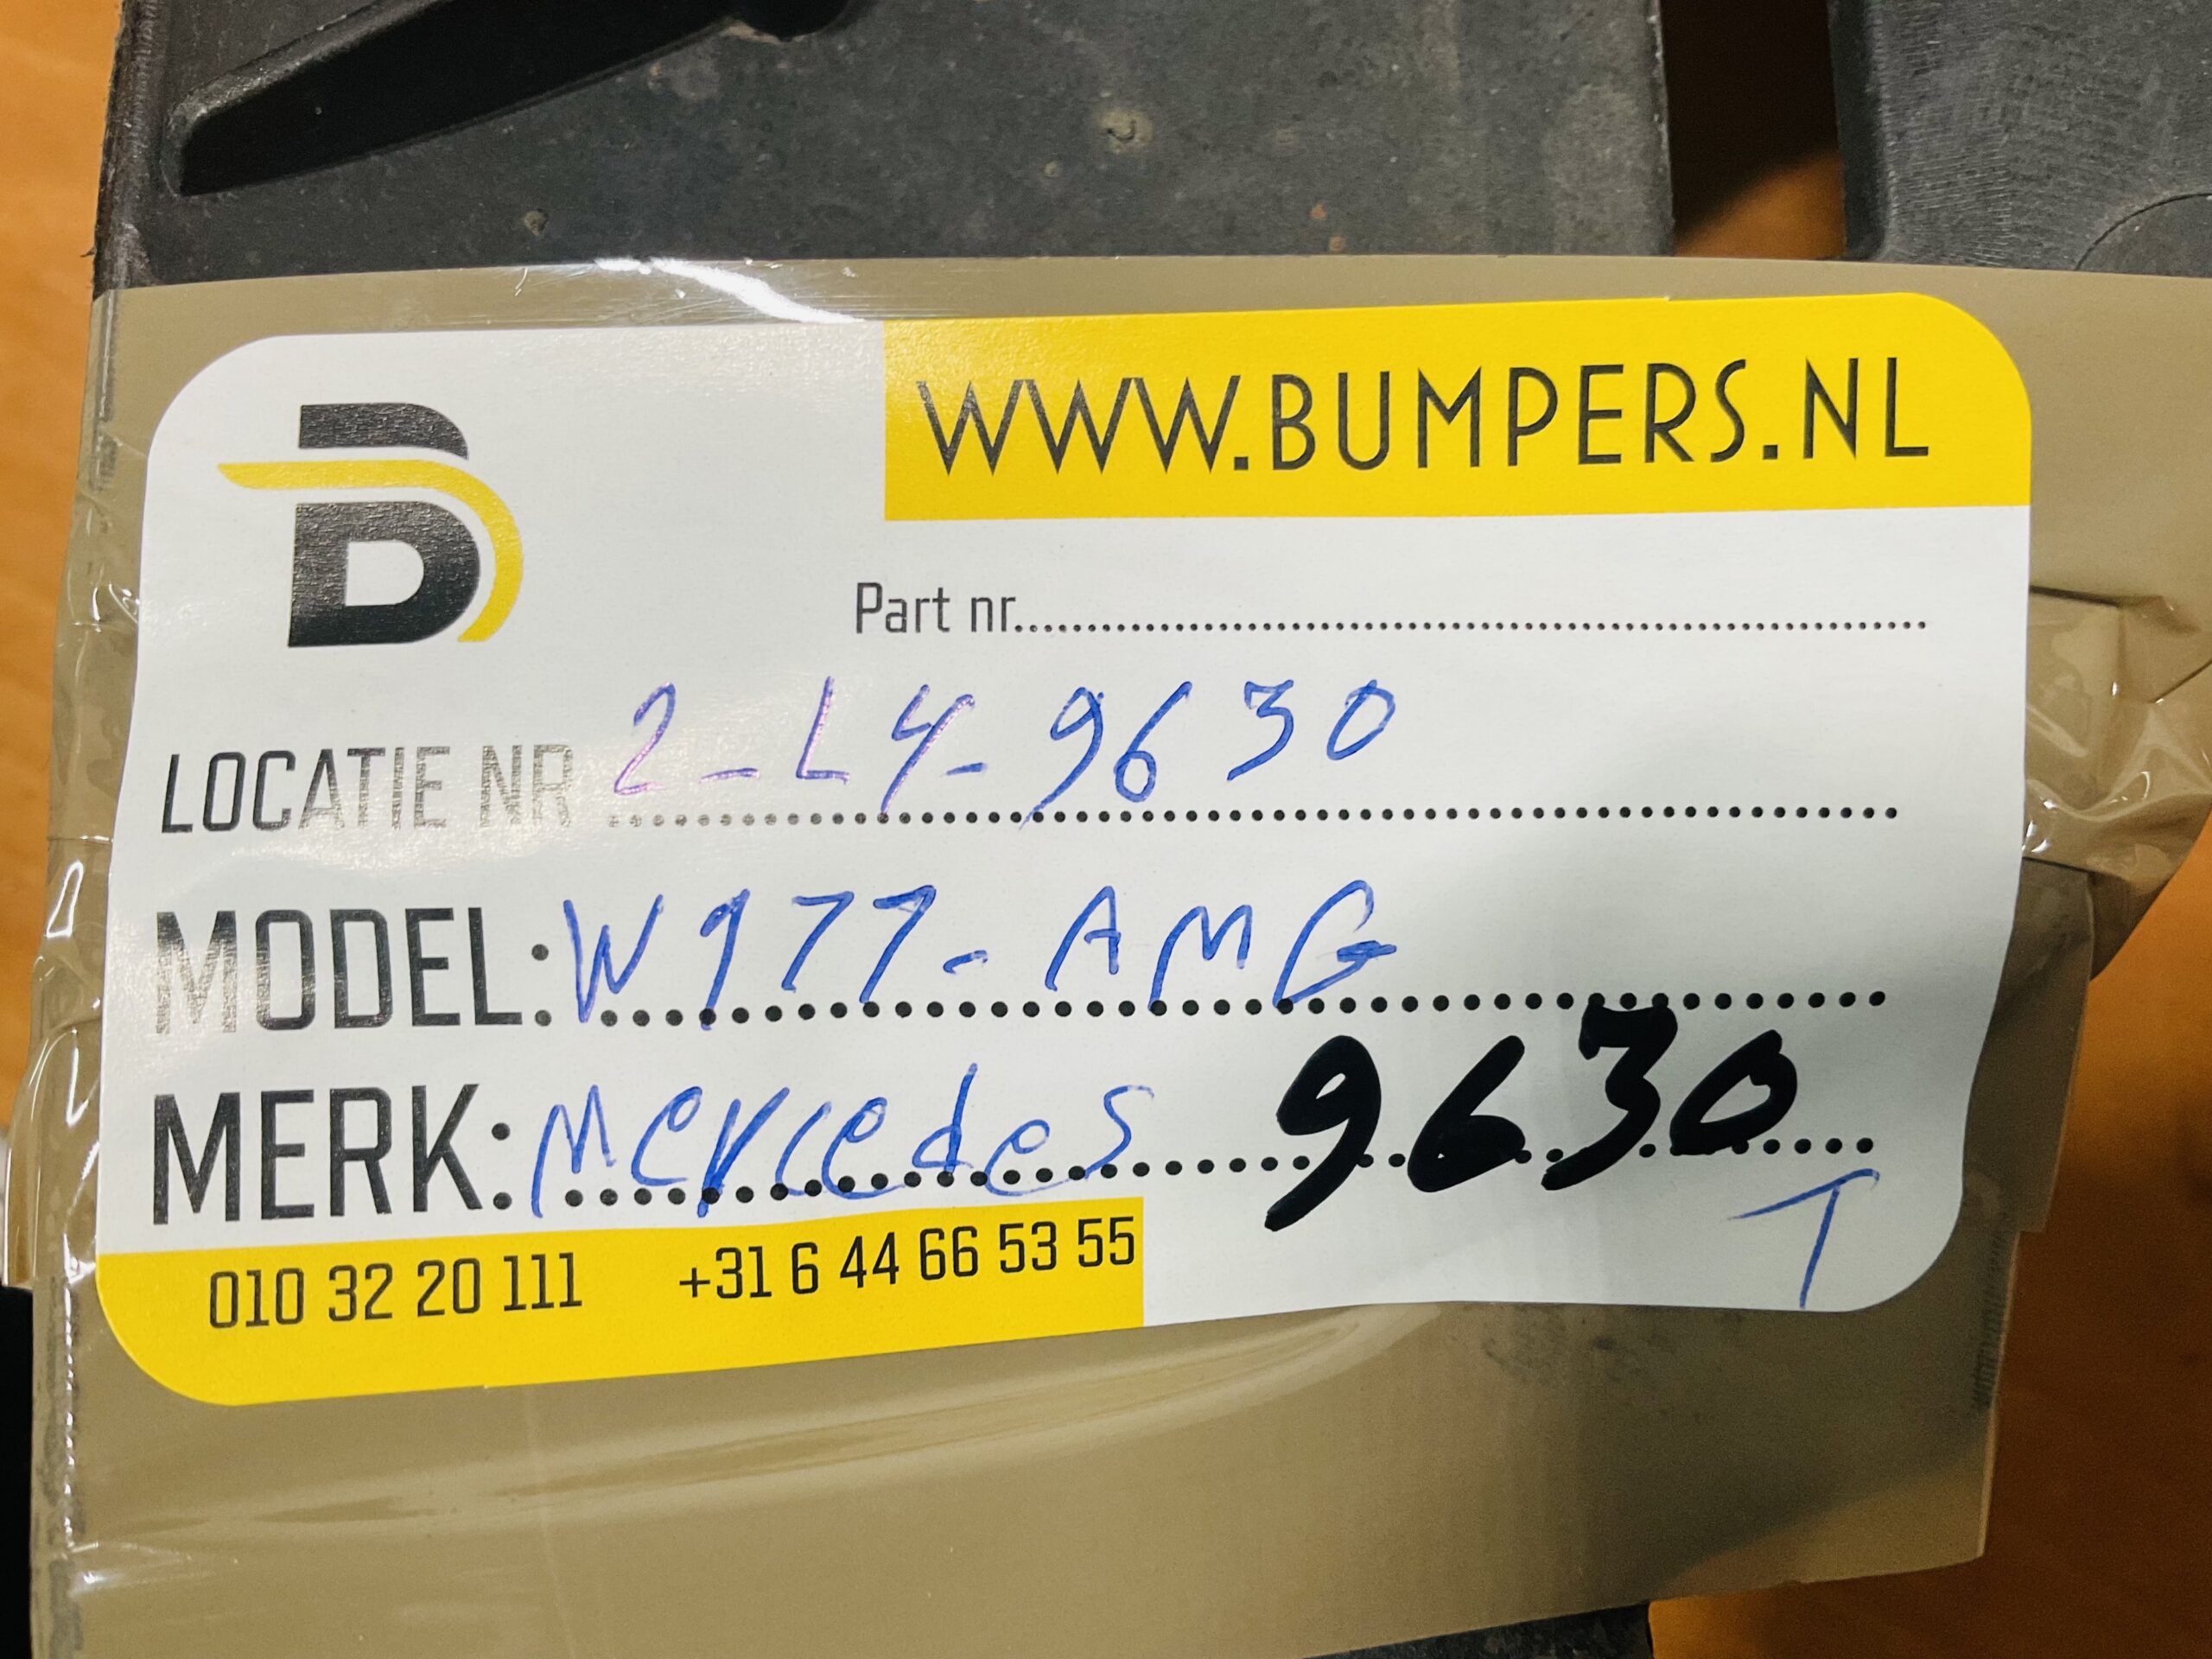 WWW.BUMPERS.NL
B
Part nr
LOCATIE NR 2-L4-9630
MODEL: W177-AMG
MERK: Mercedes 9630
T
010 32 20 111 +31 6 44 66 53 55